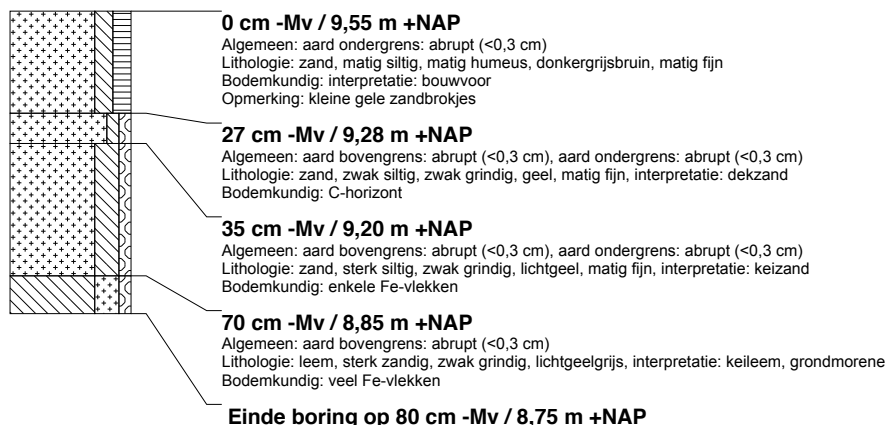 0 cm -Mv / 9,55 m +NAP
Algemeen: aard ondergrens: abrupt (<0,3 cm)
Lithologie: zand, matig siltig, matig humeus, donkergrijsbruin, matig fijn
Bodemkundig: interpretatie: bouwvoor
Opmerking: kleine gele zandbrokjes
27 cm -Mv / 9,28 m +NAP
Algemeen: aard bovengrens: abrupt (<0,3 cm), aard ondergrens: abrupt (<0,3 cm)
Lithologie: zand, zwak siltig, zwak grindig, geel, matig fijn, interpretatie: dekzand
Bodemkundig: C-horizont
35 cm -Mv / 9,20 m +NAP
Algemeen: aard bovengrens: abrupt (<0,3 cm), aard ondergrens: abrupt (<0,3 cm)
Lithologie: zand, sterk siltig, zwak grindig, lichtgeel, matig fijn, interpretatie: keizand
Bodemkundig: enkele Fe-vlekken
70 cm -Mv / 8,85 m +NAP
Algemeen: aard bovengrens: abrupt (<0,3 cm)
Lithologie: leem, sterk zandig, zwak grindig, lichtgeelgrijs, interpretatie: keileem, grondmorene
Bodemkundig: veel Fe-vlekken
Einde boring op 80 cm -Mv / 8,75 m +NAP